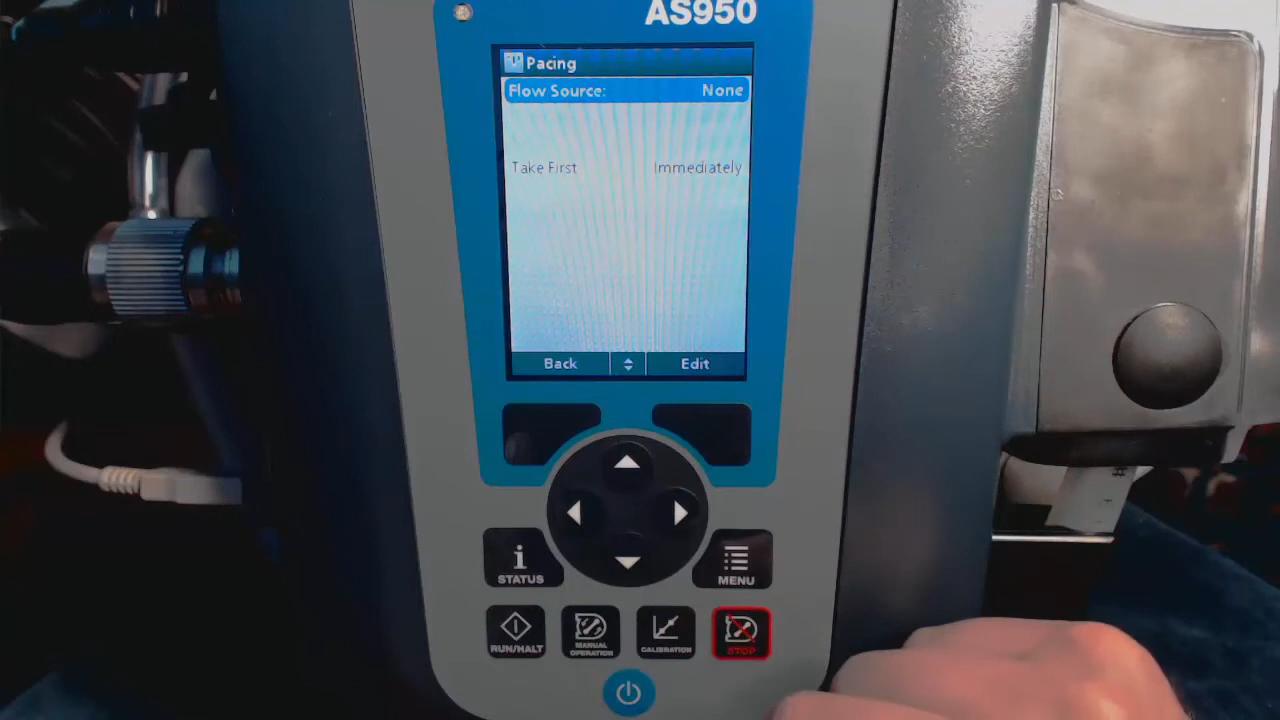 AS950
Pacing
Flow Source: None
Take First Immediately
Back Edit
STATUS
MENU
RUN/HALT
MANUAL
OPERATION
CALIBRATION
STOP